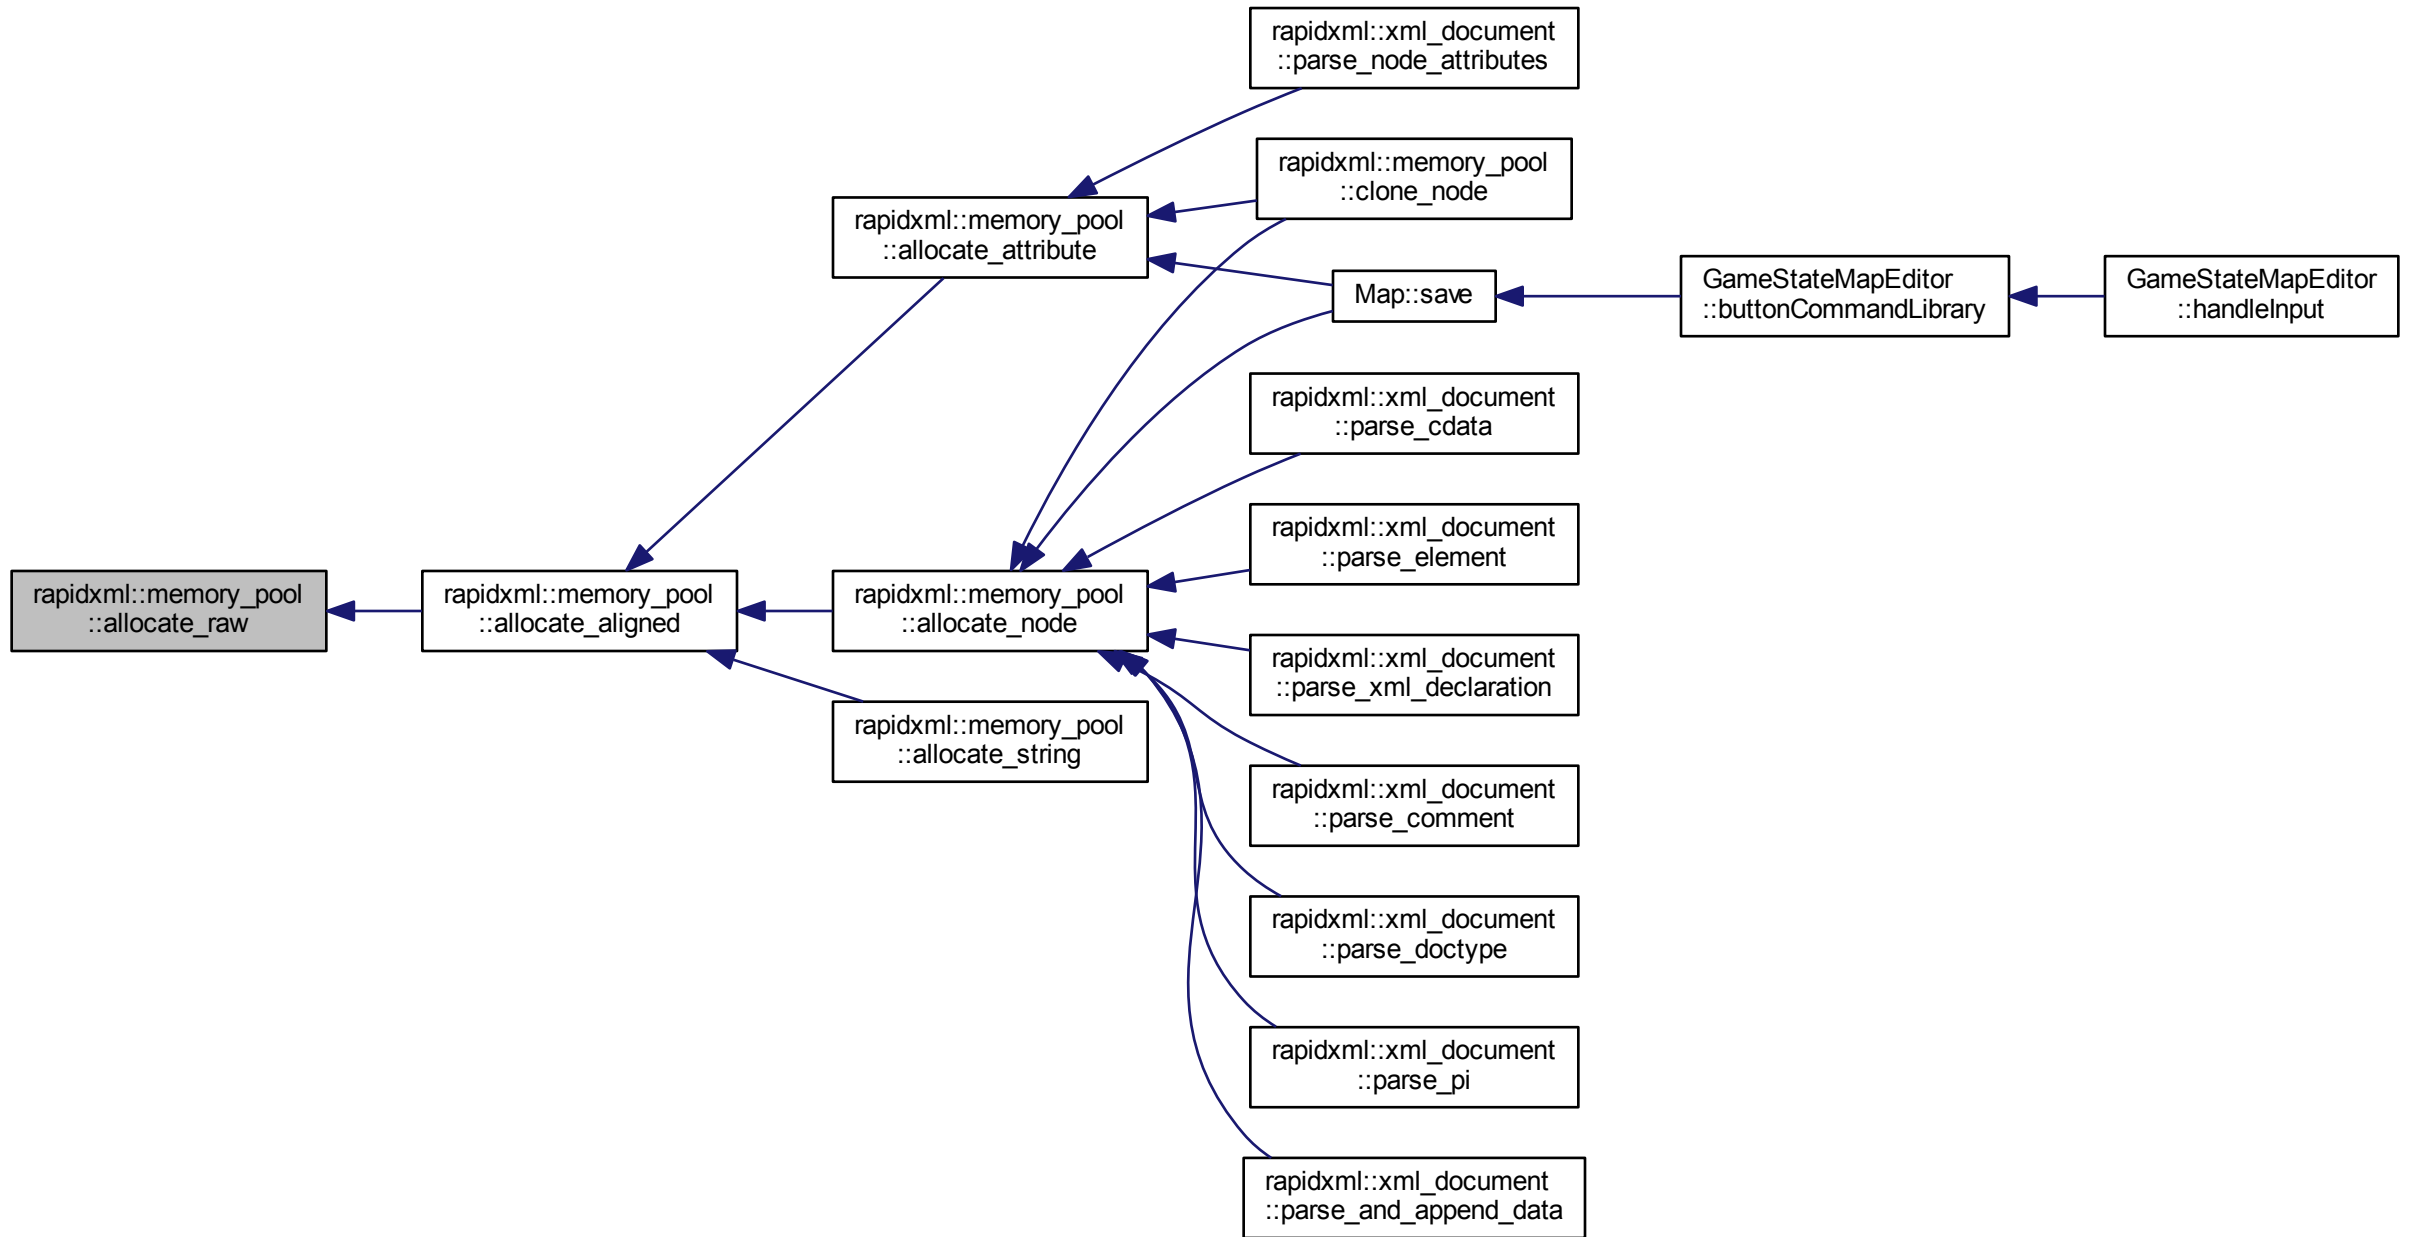 rapidxml::xml_document
::parse_node_attributes
rapidxml::memory_pool
::clone_node
rapidxml::memory_pool
::allocate_attribute
Map::save
GameStateMapEditor
::buttonCommandLibrary
GameStateMapEditor
::handleInput
rapidxml::xml_document
::parse_cdata
rapidxml::xml_document
::parse_element
rapidxml::memory_pool
::allocate_raw
rapidxml::memory_pool
::allocate_aligned
rapidxml::memory_pool
::allocate_node
rapidxml::xml_document
::parse_xml_declaration
rapidxml::memory_pool
::allocate_string
rapidxml::xml_document
::parse_comment
rapidxml::xml_document
::parse_doctype
rapidxml::xml_document
::parse_pi
rapidxml::xml_document
::parse_and_append_data